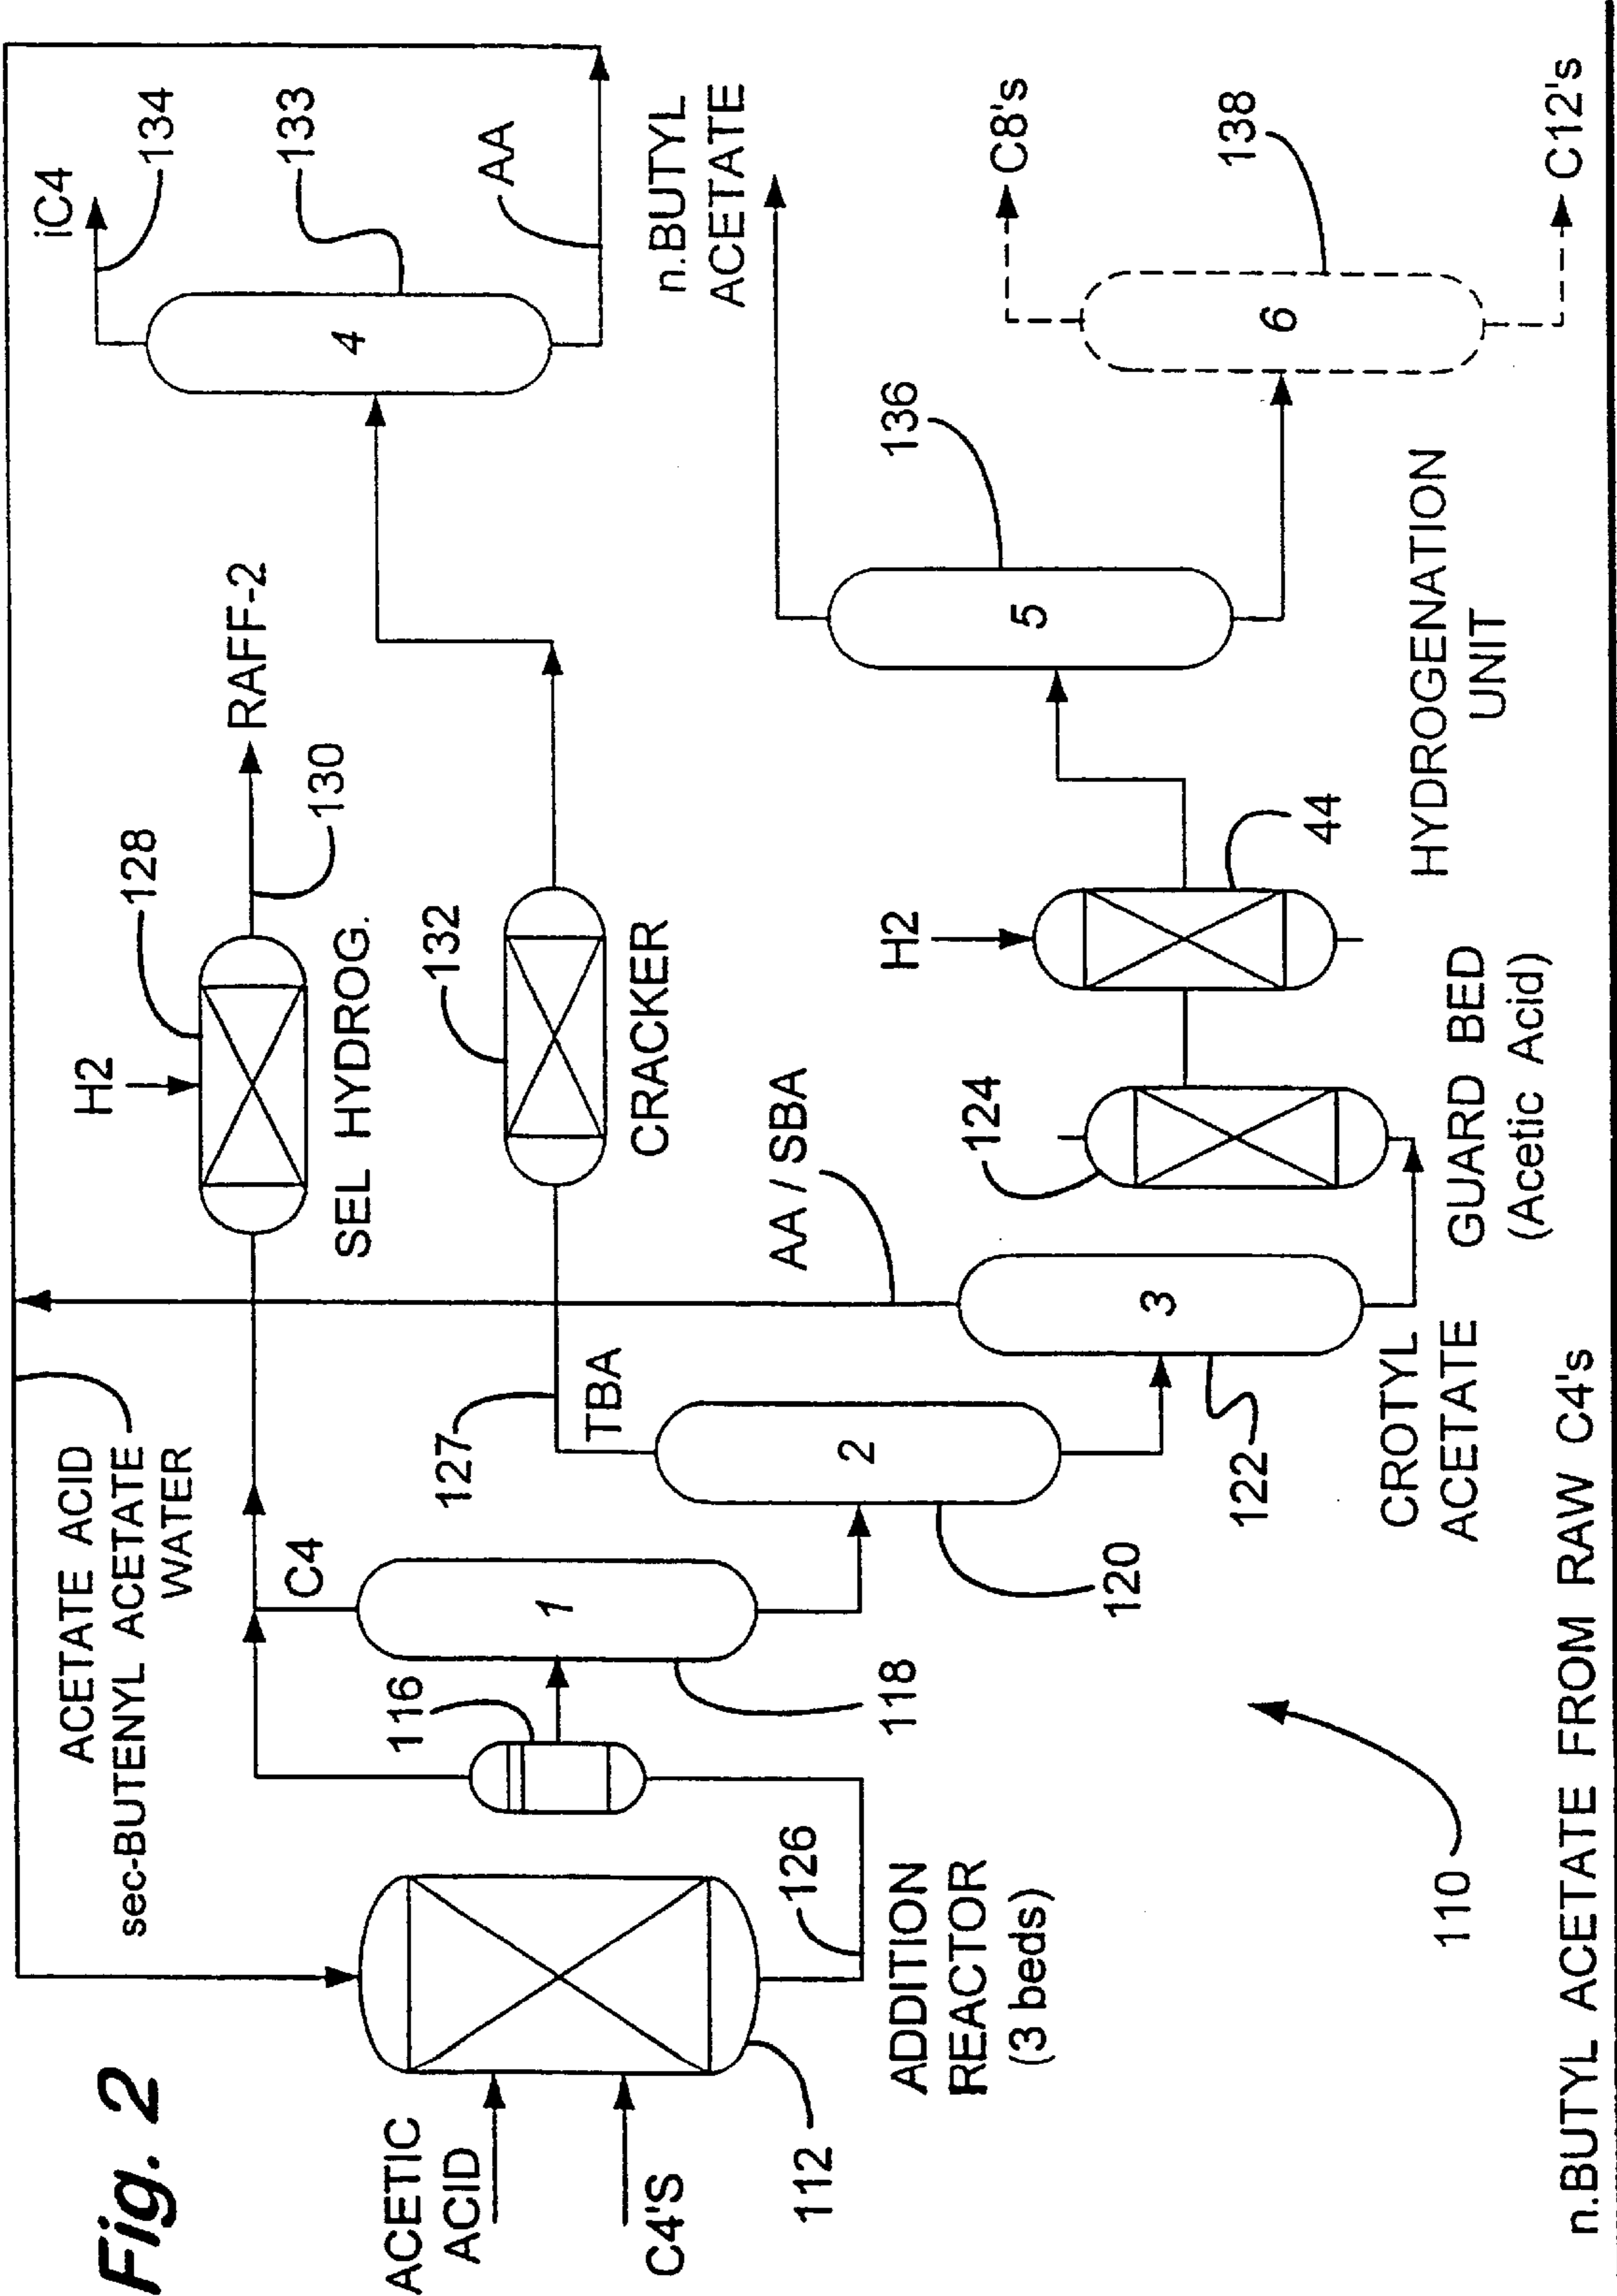 Fig. 2
ACETATE ACID
sec-BUTENYL ACETATE
WATER
H2
128
SEL HYDROG.
RAFF-2
130
iC4
134
133
4
AA
C4
127
TBA
132
CRACKER
ACETIC
ACID
C4'S
112
ADDITION
REACTOR
(3 beds)
126
116
1
118
2
120
AA / SBA
3
122
CROTYL
ACETATE
124
GUARD BED
(Acetic Acid)
H2
44
HYDROGENATION
UNIT
5
136
n.BUTYL
ACETATE
6
138
C8's
C12's
110
n.BUTYL ACETATE FROM RAW C4's